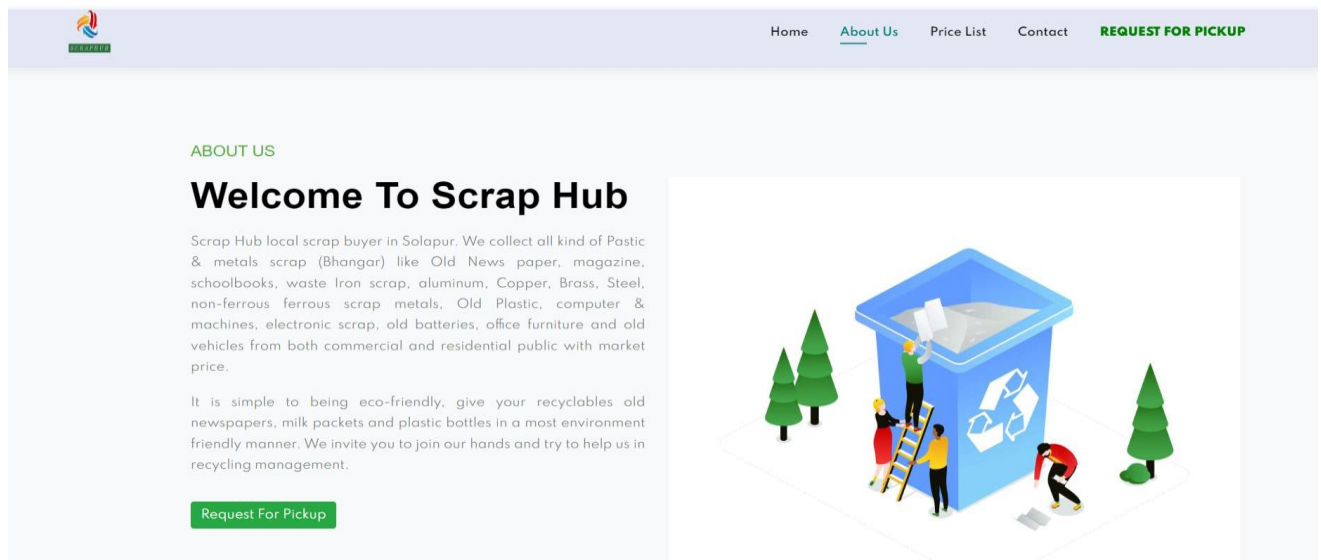 SCRAPHUB
Home About Us Price List Contact REQUEST FOR PICKUP
ABOUT US
Welcome To Scrap Hub
Scrap Hub local scrap buyer in Solapur. We collect all kind of Pastic
& metals scrap (Bhangar) like Old News paper, magazine,
schoolbooks, waste Iron scrap, aluminum, Copper, Brass, Steel,
non-ferrous ferrous scrap metals, Old Plastic, computer &
machines, electronic scrap, old batteries, office furniture and old
vehicles from both commercial and residential public with market
price.
It is simple to being eco-friendly, give your recyclables old
newspapers, milk packets and plastic bottles in a most environment
friendly manner. We invite you to join our hands and try to help us in
recycling management.
Request For Pickup